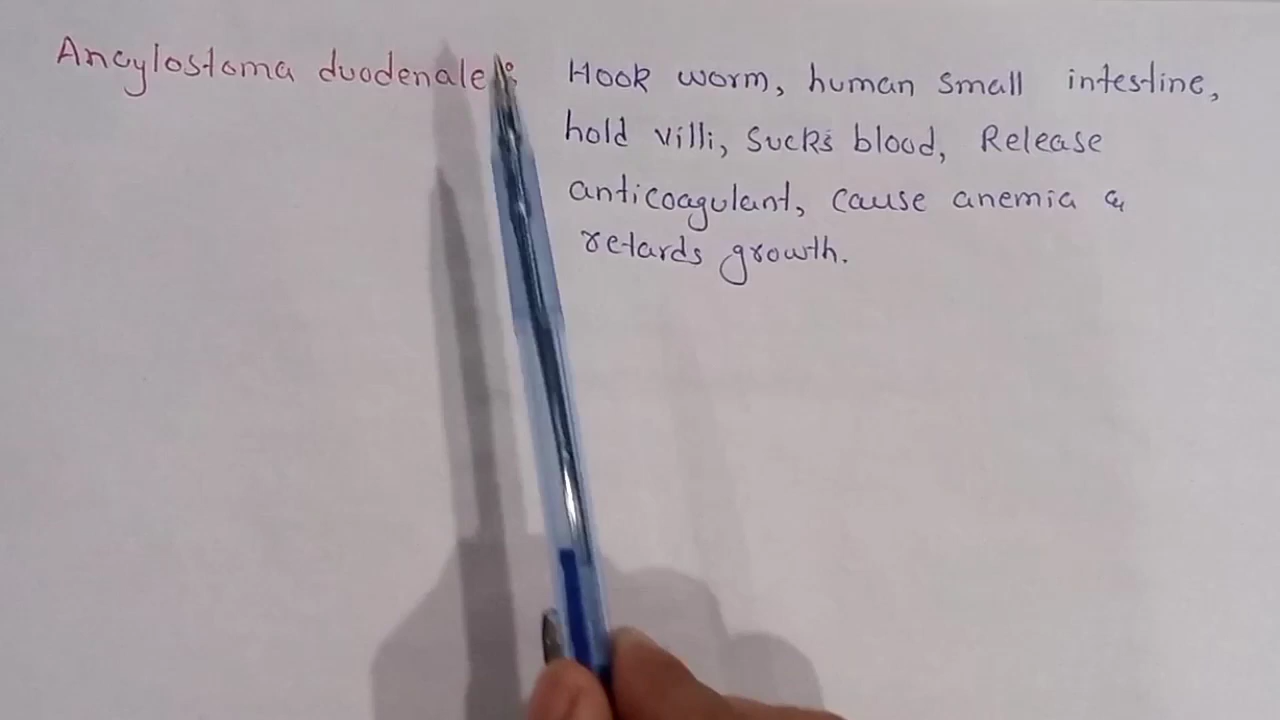 Ancylostoma duodenale: Hook worm, human small intestine,
hold villi, sucks blood, Release
anticoagulant, cause anemia &
retards growth.